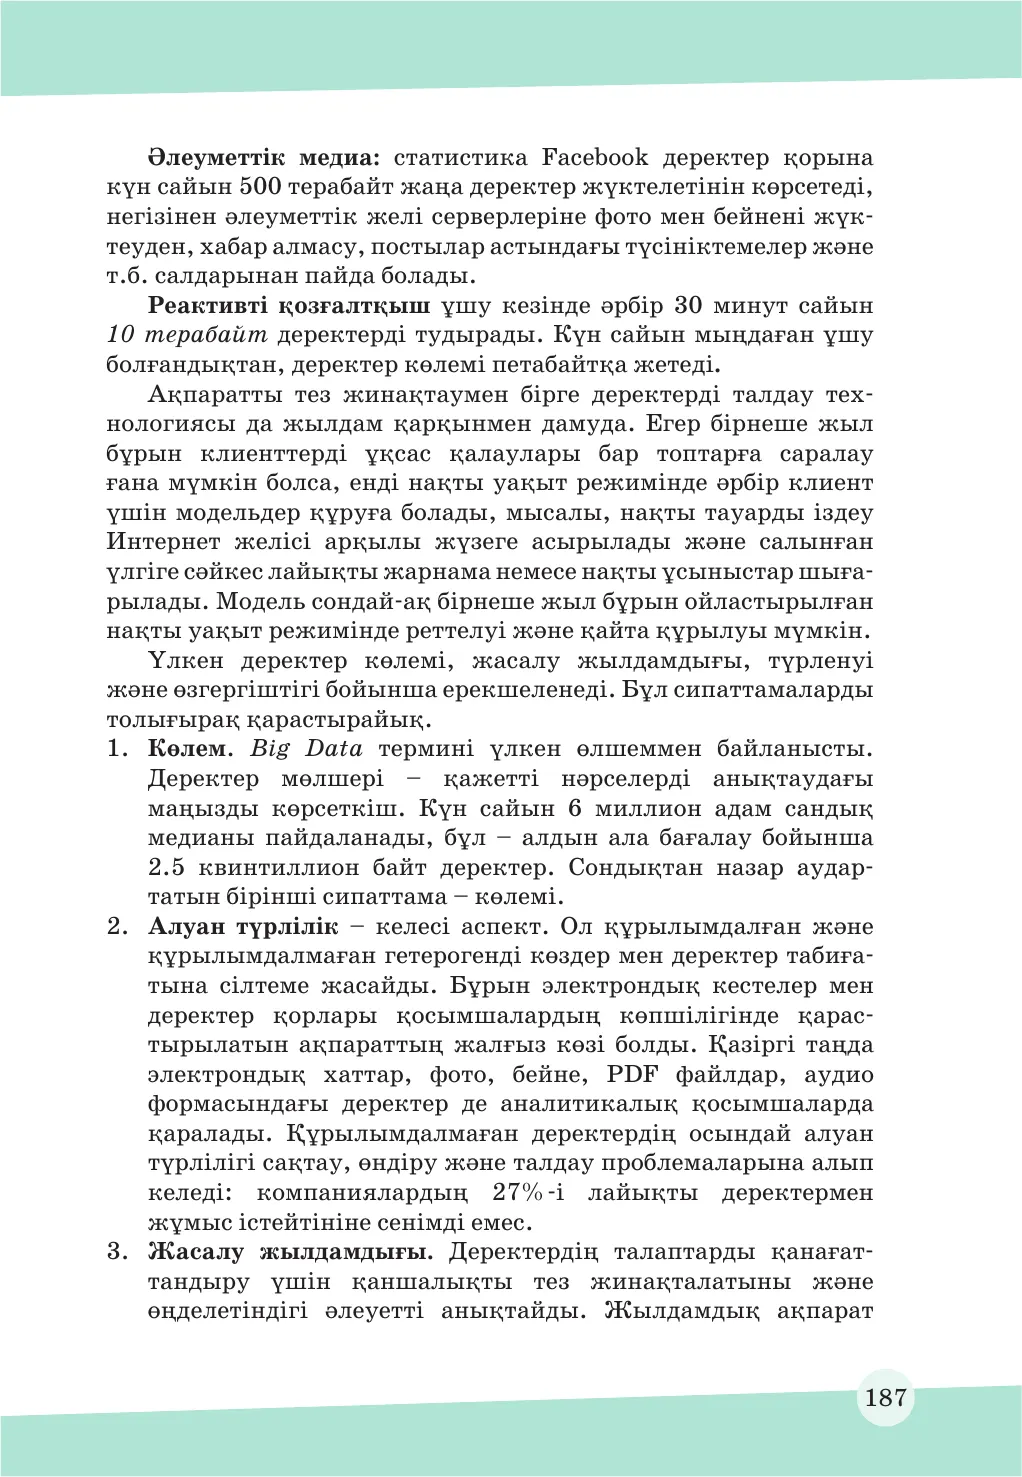 Әлеуметтік медиа: статистика Facebook деректер қорына
күн сайын 500 терабайт жаңа деректер жүктелетінін көрсетеді,
негізінен әлеуметтік желі серверлеріне фото мен бейнені жүк-
теуден, хабар алмасу, постылар астындағы түсініктемелер және
т.б. салдарынан пайда болады.
Реактивті қозғалтқыш ұшу кезінде әрбір 30 минут сайын
10 терабайт деректерді тудырады. Күн сайын мыңдаған ұшу
болғандықтан, деректер көлемі петабайтқа жетеді.
Ақпаратты тез жинақтаумен бірге деректерді талдау тех-
нологиясы да жылдам қарқынмен дамуда. Егер бірнеше жыл
бұрын клиенттерді ұқсас қалаулары бар топтарға саралау
ғана мүмкін болса, енді нақты уақыт режимінде әрбір клиент
үшін модельдер құруға болады, мысалы, нақты тауарды іздеу
Интернет желісі арқылы жүзеге асырылады және салынған
үлгіге сәйкес лайықты жарнама немесе нақты ұсыныстар шыға-
рылады. Модель сондай-ақ бірнеше жыл бұрын ойластырылған
нақты уақыт режимінде реттелуі және қайта құрылуы мүмкін.
Үлкен деректер көлемі, жасалу жылдамдығы, түрленуі
және өзгергіштігі бойынша ерекшеленеді. Бұл сипаттамаларды
толығырақ қарастырайық.
1. Көлем. Big Data термині үлкен өлшеммен байланысты.
Деректер мөлшері – қажетті нәрселерді анықтаудағы
маңызды көрсеткіш. Күн сайын 6 миллион адам сандық
медианы пайдаланады, бұл – алдын ала бағалау бойынша
2.5 квинтиллион байт деректер. Сондықтан назар аудар-
татын бірінші сипаттама – көлемі.
2. Алуан түрлілік – келесі аспект. Ол құрылымдалған және
құрылымдалмаған гетерогенді көздер мен деректер табиға-
тына сілтеме жасайды. Бұрын электрондық кестелер мен
деректер қорлары қосымшалардың көпшілігінде қарас-
тырылатын ақпараттың жалғыз көзі болды. Қазіргі таңда
электрондық хаттар, фото, бейне, PDF файлдар, аудио
формасындағы деректер де аналитикалық қосымшаларда
қаралады. Құрылымдалмаған деректердің осындай алуан
түрлілігі сақтау, өндіру және талдау проблемаларына алып
келеді: компаниялардың 27%-і лайықты деректермен
жұмыс істейтініне сенімді емес.
3. Жасалу жылдамдығы. Деректердің талаптарды қанағат-
тандыру үшін қаншалықты тез жинақталатыны және
өңделетіндігі әлеуетті анықтайды. Жылдамдық ақпарат
187